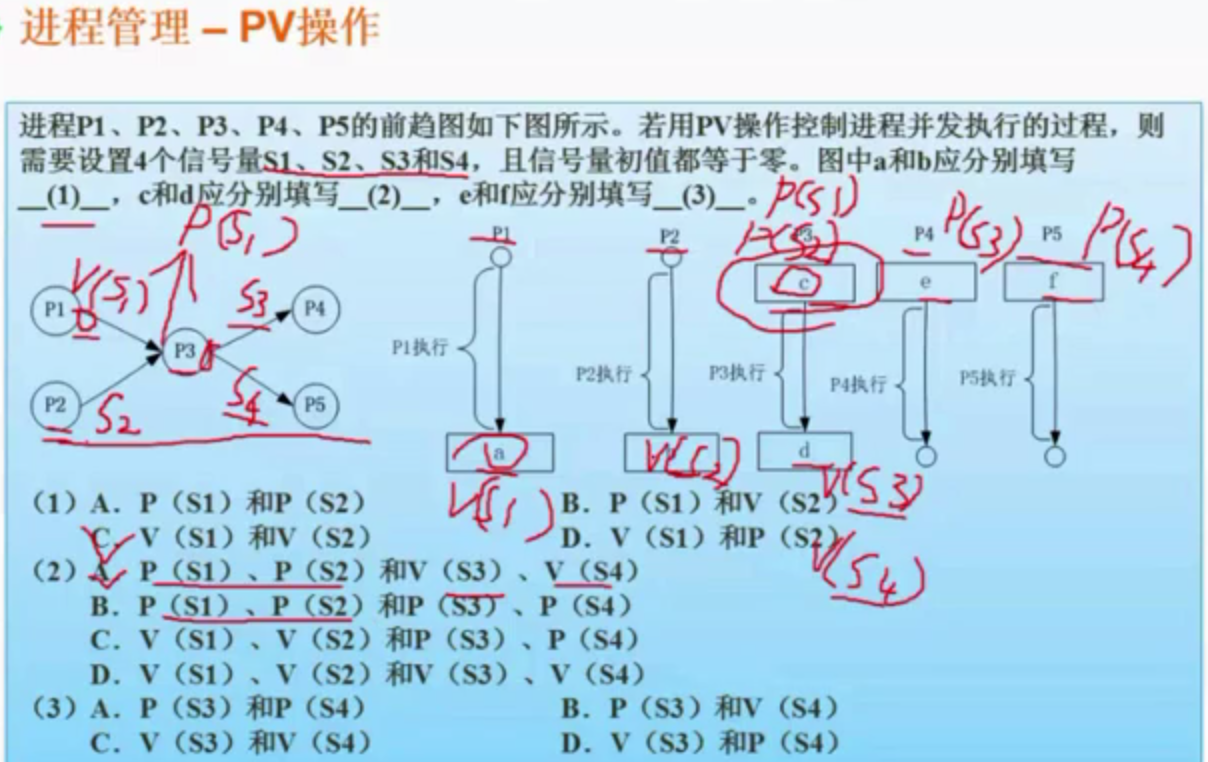 进程管理 – PV操作
进程P1、P2、P3、P4、P5的前趋图如下图所示。若用PV操作控制进程并发执行的过程，则
需要设置4个信号量S1、S2、S3和S4，且信号量初值都等于零。图中a和b应分别填写
__(1)__，c和d应分别填写__(2)__，e和f应分别填写__(3)__。
P(S1)
P(S1) P1 P2 P(S2) P4 P(S3) P5 P(S4)
V(S1) S3 c e f
P1 P4
P3 P1执行 P2执行 P3执行 P4执行 P5执行
P2 S2 S4 P5
a V(S2) d
V(S1) V(S3)
V(S4)
（1）A．P（S1）和P（S2） B．P（S1）和V（S2）
C．V（S1）和V（S2） D．V（S1）和P（S2）
（2）A P（S1）、P（S2）和V（S3）、V（S4）
B．P（S1）、P（S2）和P（S3）、P（S4）
C．V（S1）、V（S2）和P（S3）、P（S4）
D．V（S1）、V（S2）和V（S3）、V（S4）
（3）A．P（S3）和P（S4） B．P（S3）和V（S4）
C．V（S3）和V（S4） D．V（S3）和P（S4）